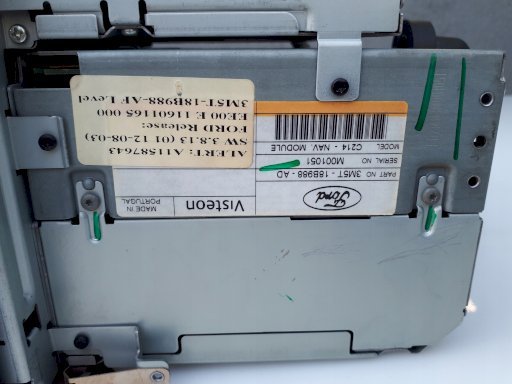 ALERT: A11587643
SW 3.8.13 (01 12-08-03)
FORD Release:
EE00 E 11601165 000
3M5T-18B988-AF Level
Ford
Visteon
MADE IN
PORTUGAL
PART NO 3M5T - 18B988 - AD
SERIAL NO M001051
MODEL C214 - NAV. MODULE